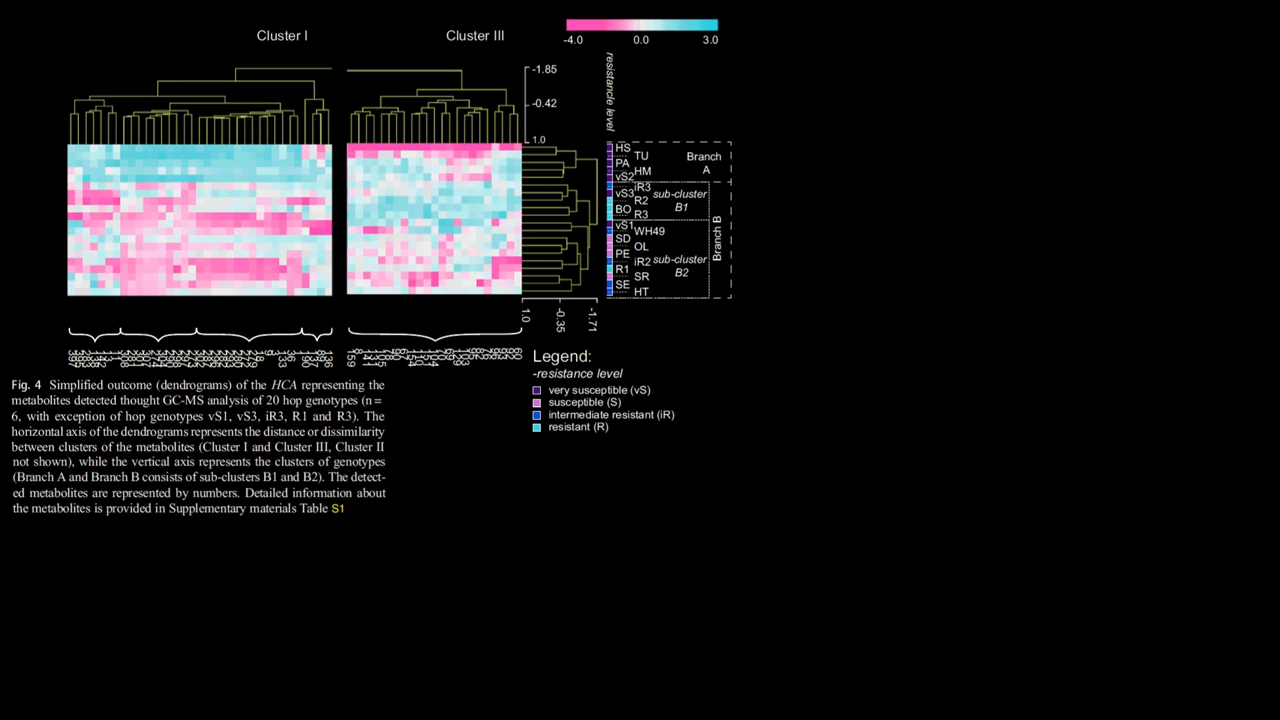 Cluster I
Cluster III
-4.0 0.0 3.0
resistancle level
-1.85
-0.42
1.0
HS
TU
PA
HM
vS2
Branch
A
iR3
vS3
R2
BO
R3
sub-cluster
B1
vS1
WH49
SD
OL
PE
iR2
R1
SR
SE
HT
sub-cluster
B2
Branch B
1.0
-0.35
-1.71
Legend:
-resistance level
very susceptible (vS)
susceptible (S)
intermediate resistant (iR)
resistant (R)
Fig. 4 Simplified outcome (dendrograms) of the HCA representing the
metabolites detected thought GC-MS analysis of 20 hop genotypes (n =
6, with exception of hop genotypes vS1, vS3, iR3, R1 and R3). The
horizontal axis of the dendrograms represents the distance or dissimilarity
between clusters of the metabolites (Cluster I and Cluster III, Cluster II
not shown), while the vertical axis represents the clusters of genotypes
(Branch A and Branch B consists of sub-clusters B1 and B2). The detect-
ed metabolites are represented by numbers. Detailed information about
the metabolites is provided in Supplementary materials Table S1